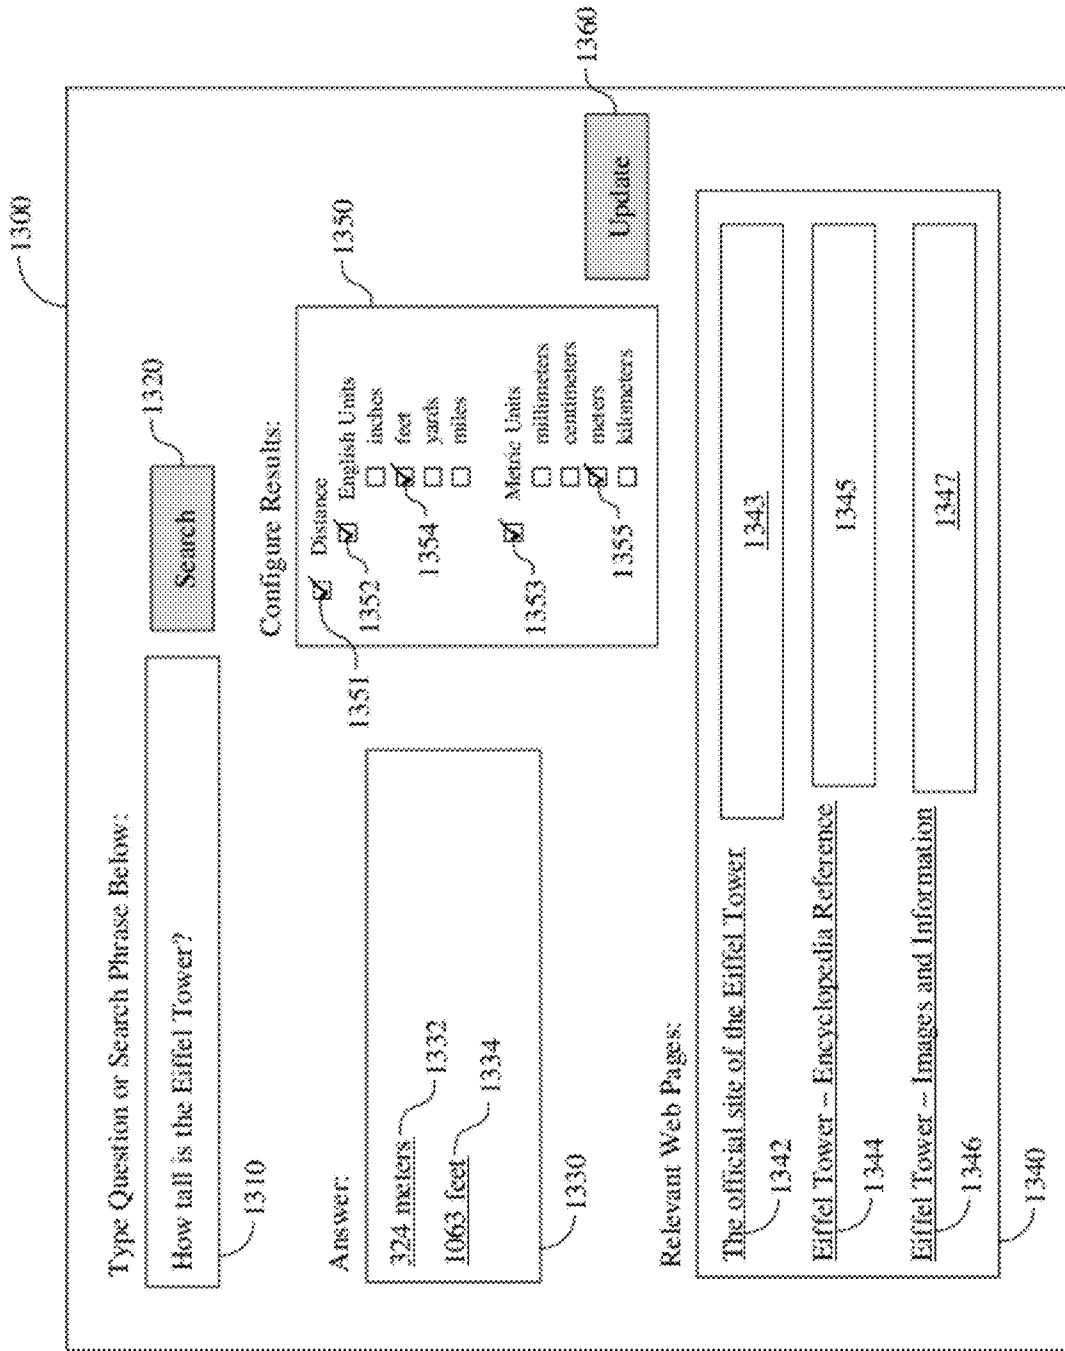 1300
Type Question or Search Phrase Below:
How tall is the Eiffel Tower?
1310
Search
1320
Answer:
324 meters
1332
1063 feet
1334
1330
Configure Results:
1350
Distance
1351
English Units
1352
inches
feet
1354
yards
miles
Metric Units
1353
millimeters
centimeters
meters
1355
kilometers
Update
1360
Relevant Web Pages:
The official site of the Eiffel Tower
1342
1343
Eiffel Tower – Encyclopedia Reference
1344
1345
Eiffel Tower – Images and Information
1346
1347
1340